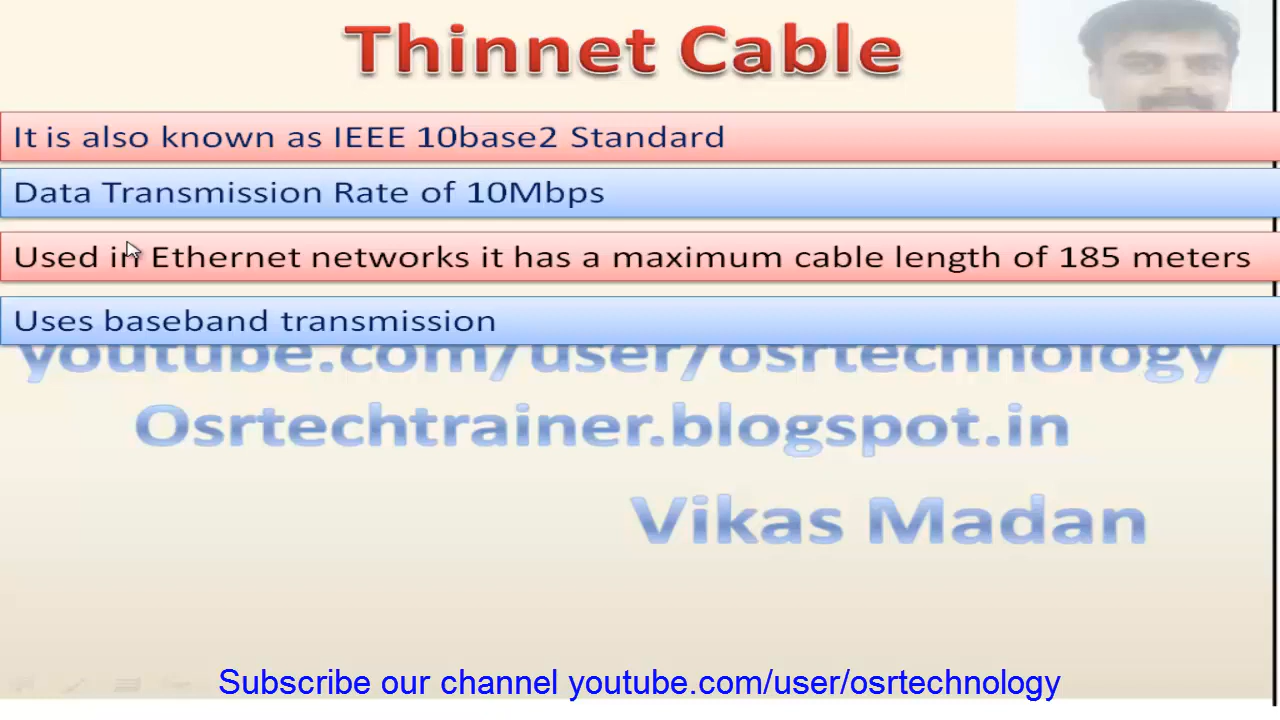 Thinnet Cable
It is also known as IEEE 10base2 Standard
Data Transmission Rate of 10Mbps
Used in Ethernet networks it has a maximum cable length of 185 meters
Uses baseband transmission
youtube.com/user/osrtechnology
Osrtechtrainer.blogspot.in
Vikas Madan
Subscribe our channel youtube.com/user/osrtechnology